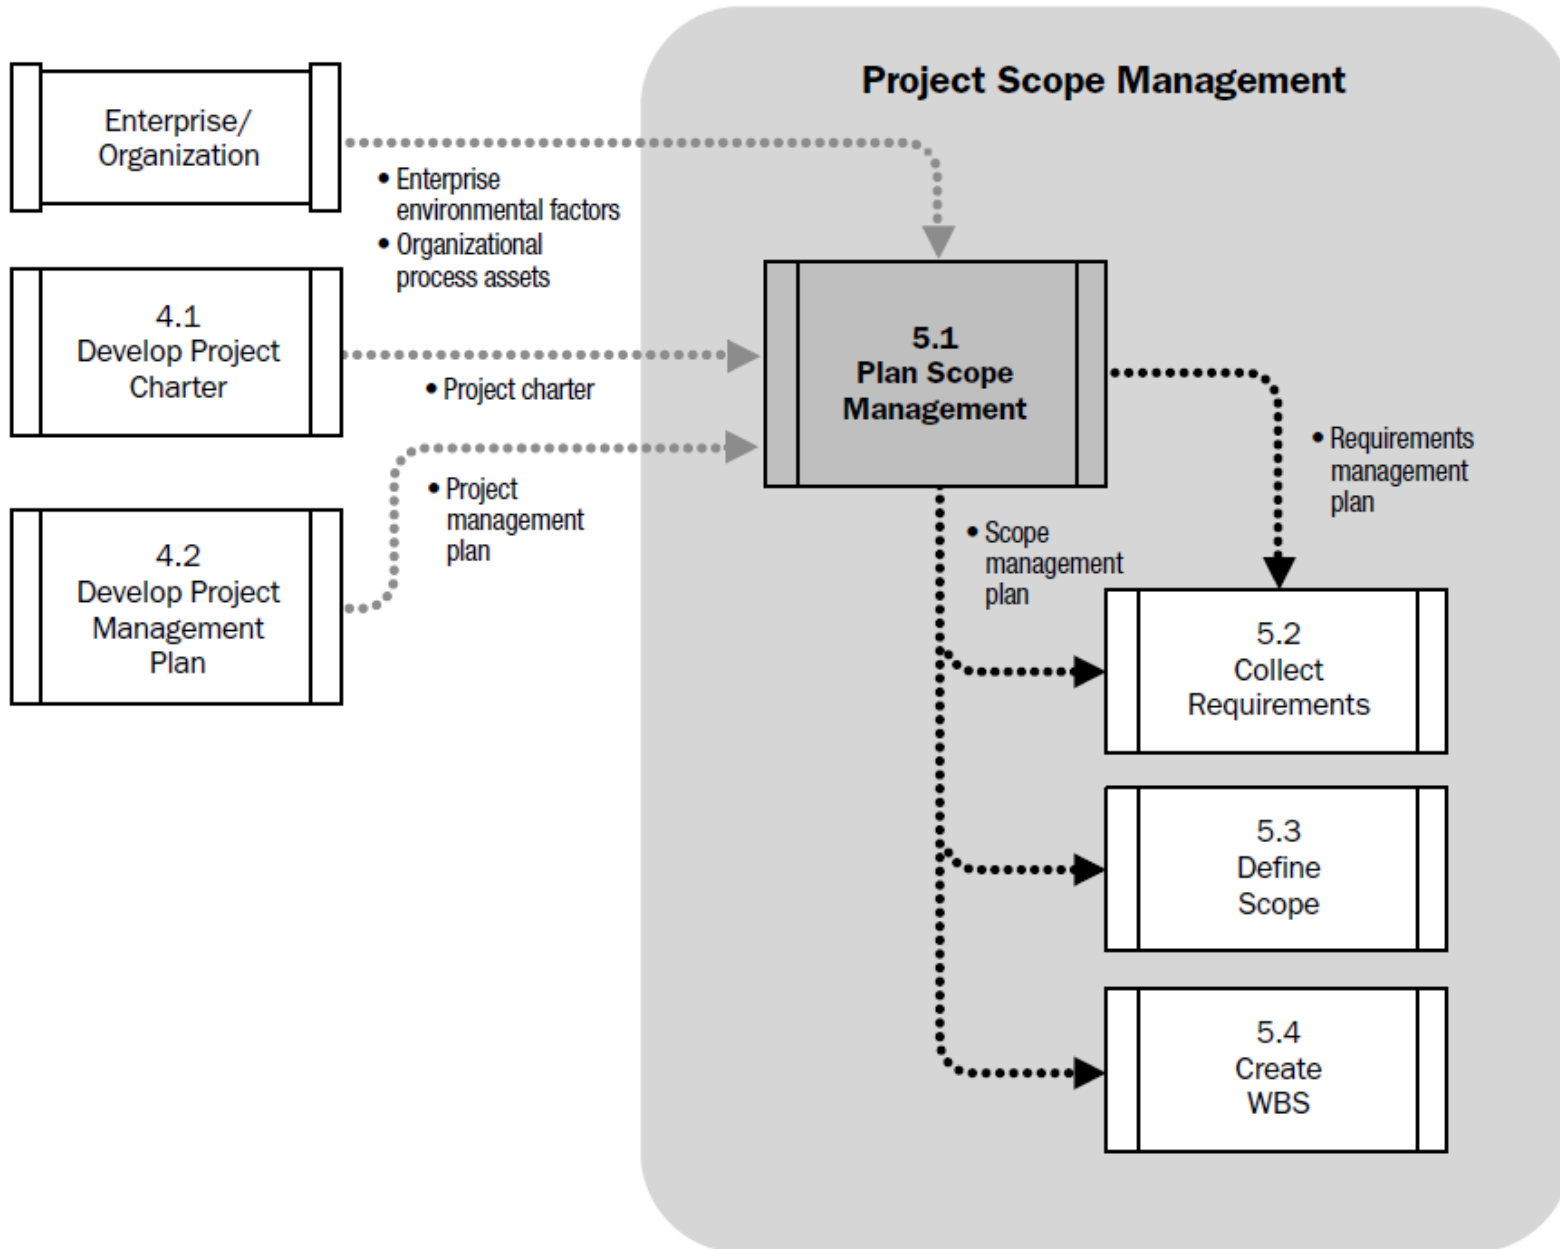 Project Scope Management
Enterprise/
Organization
• Enterprise
environmental factors
• Organizational
process assets
4.1
Develop Project
Charter
• Project charter
5.1
Plan Scope
Management
• Requirements
management
plan
• Project
management
plan
4.2
Develop Project
Management
Plan
• Scope
management
plan
5.2
Collect
Requirements
5.3
Define
Scope
5.4
Create
WBS